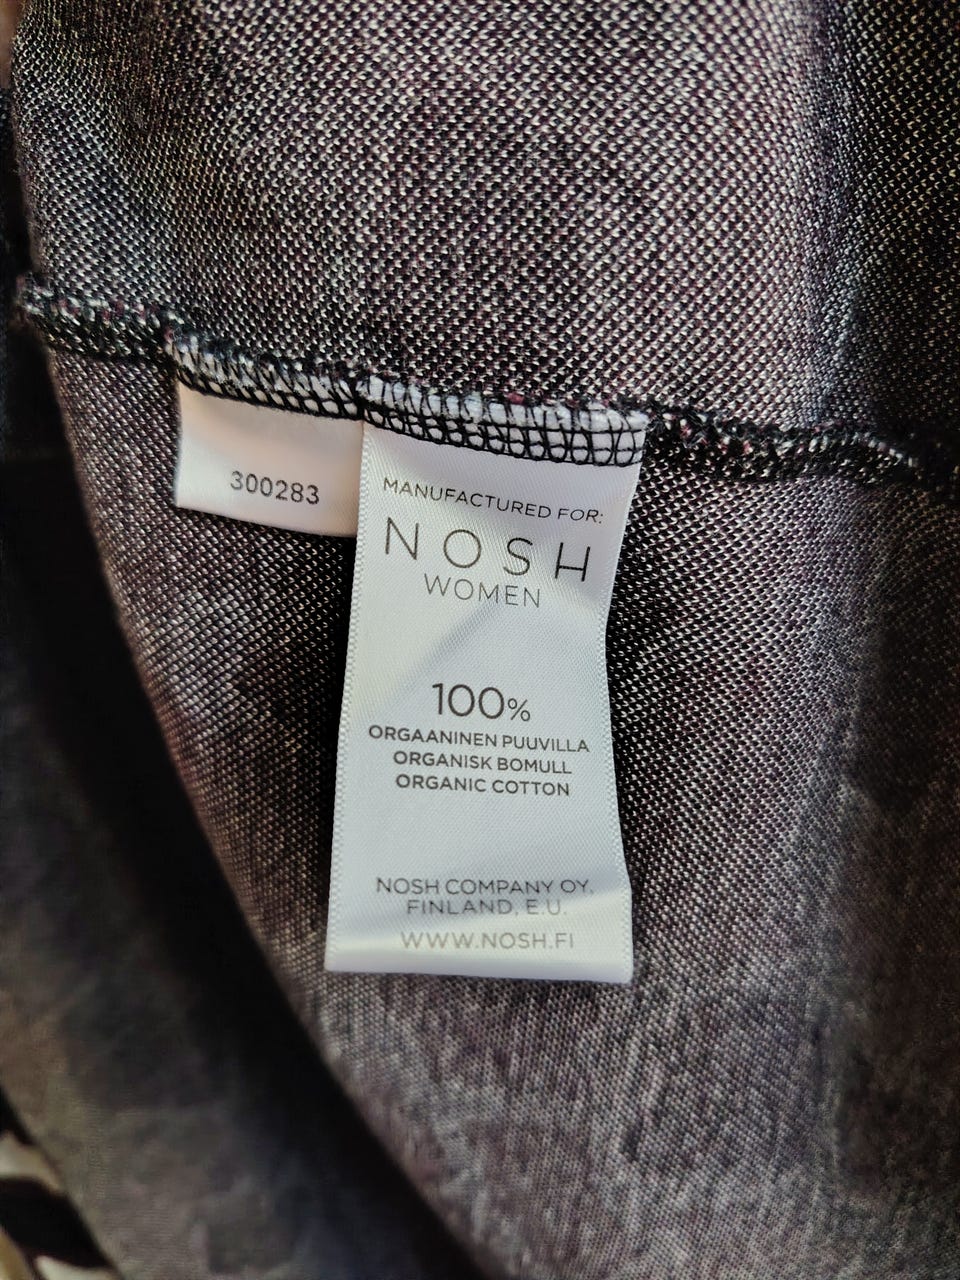 300283
MANUFACTURED FOR:
NOSH
WOMEN
100%
ORGAANINEN PUUVILLA
ORGANISK BOMULL
ORGANIC COTTON
NOSH COMPANY OY,
FINLAND, E.U.
WWW.NOSH.FI